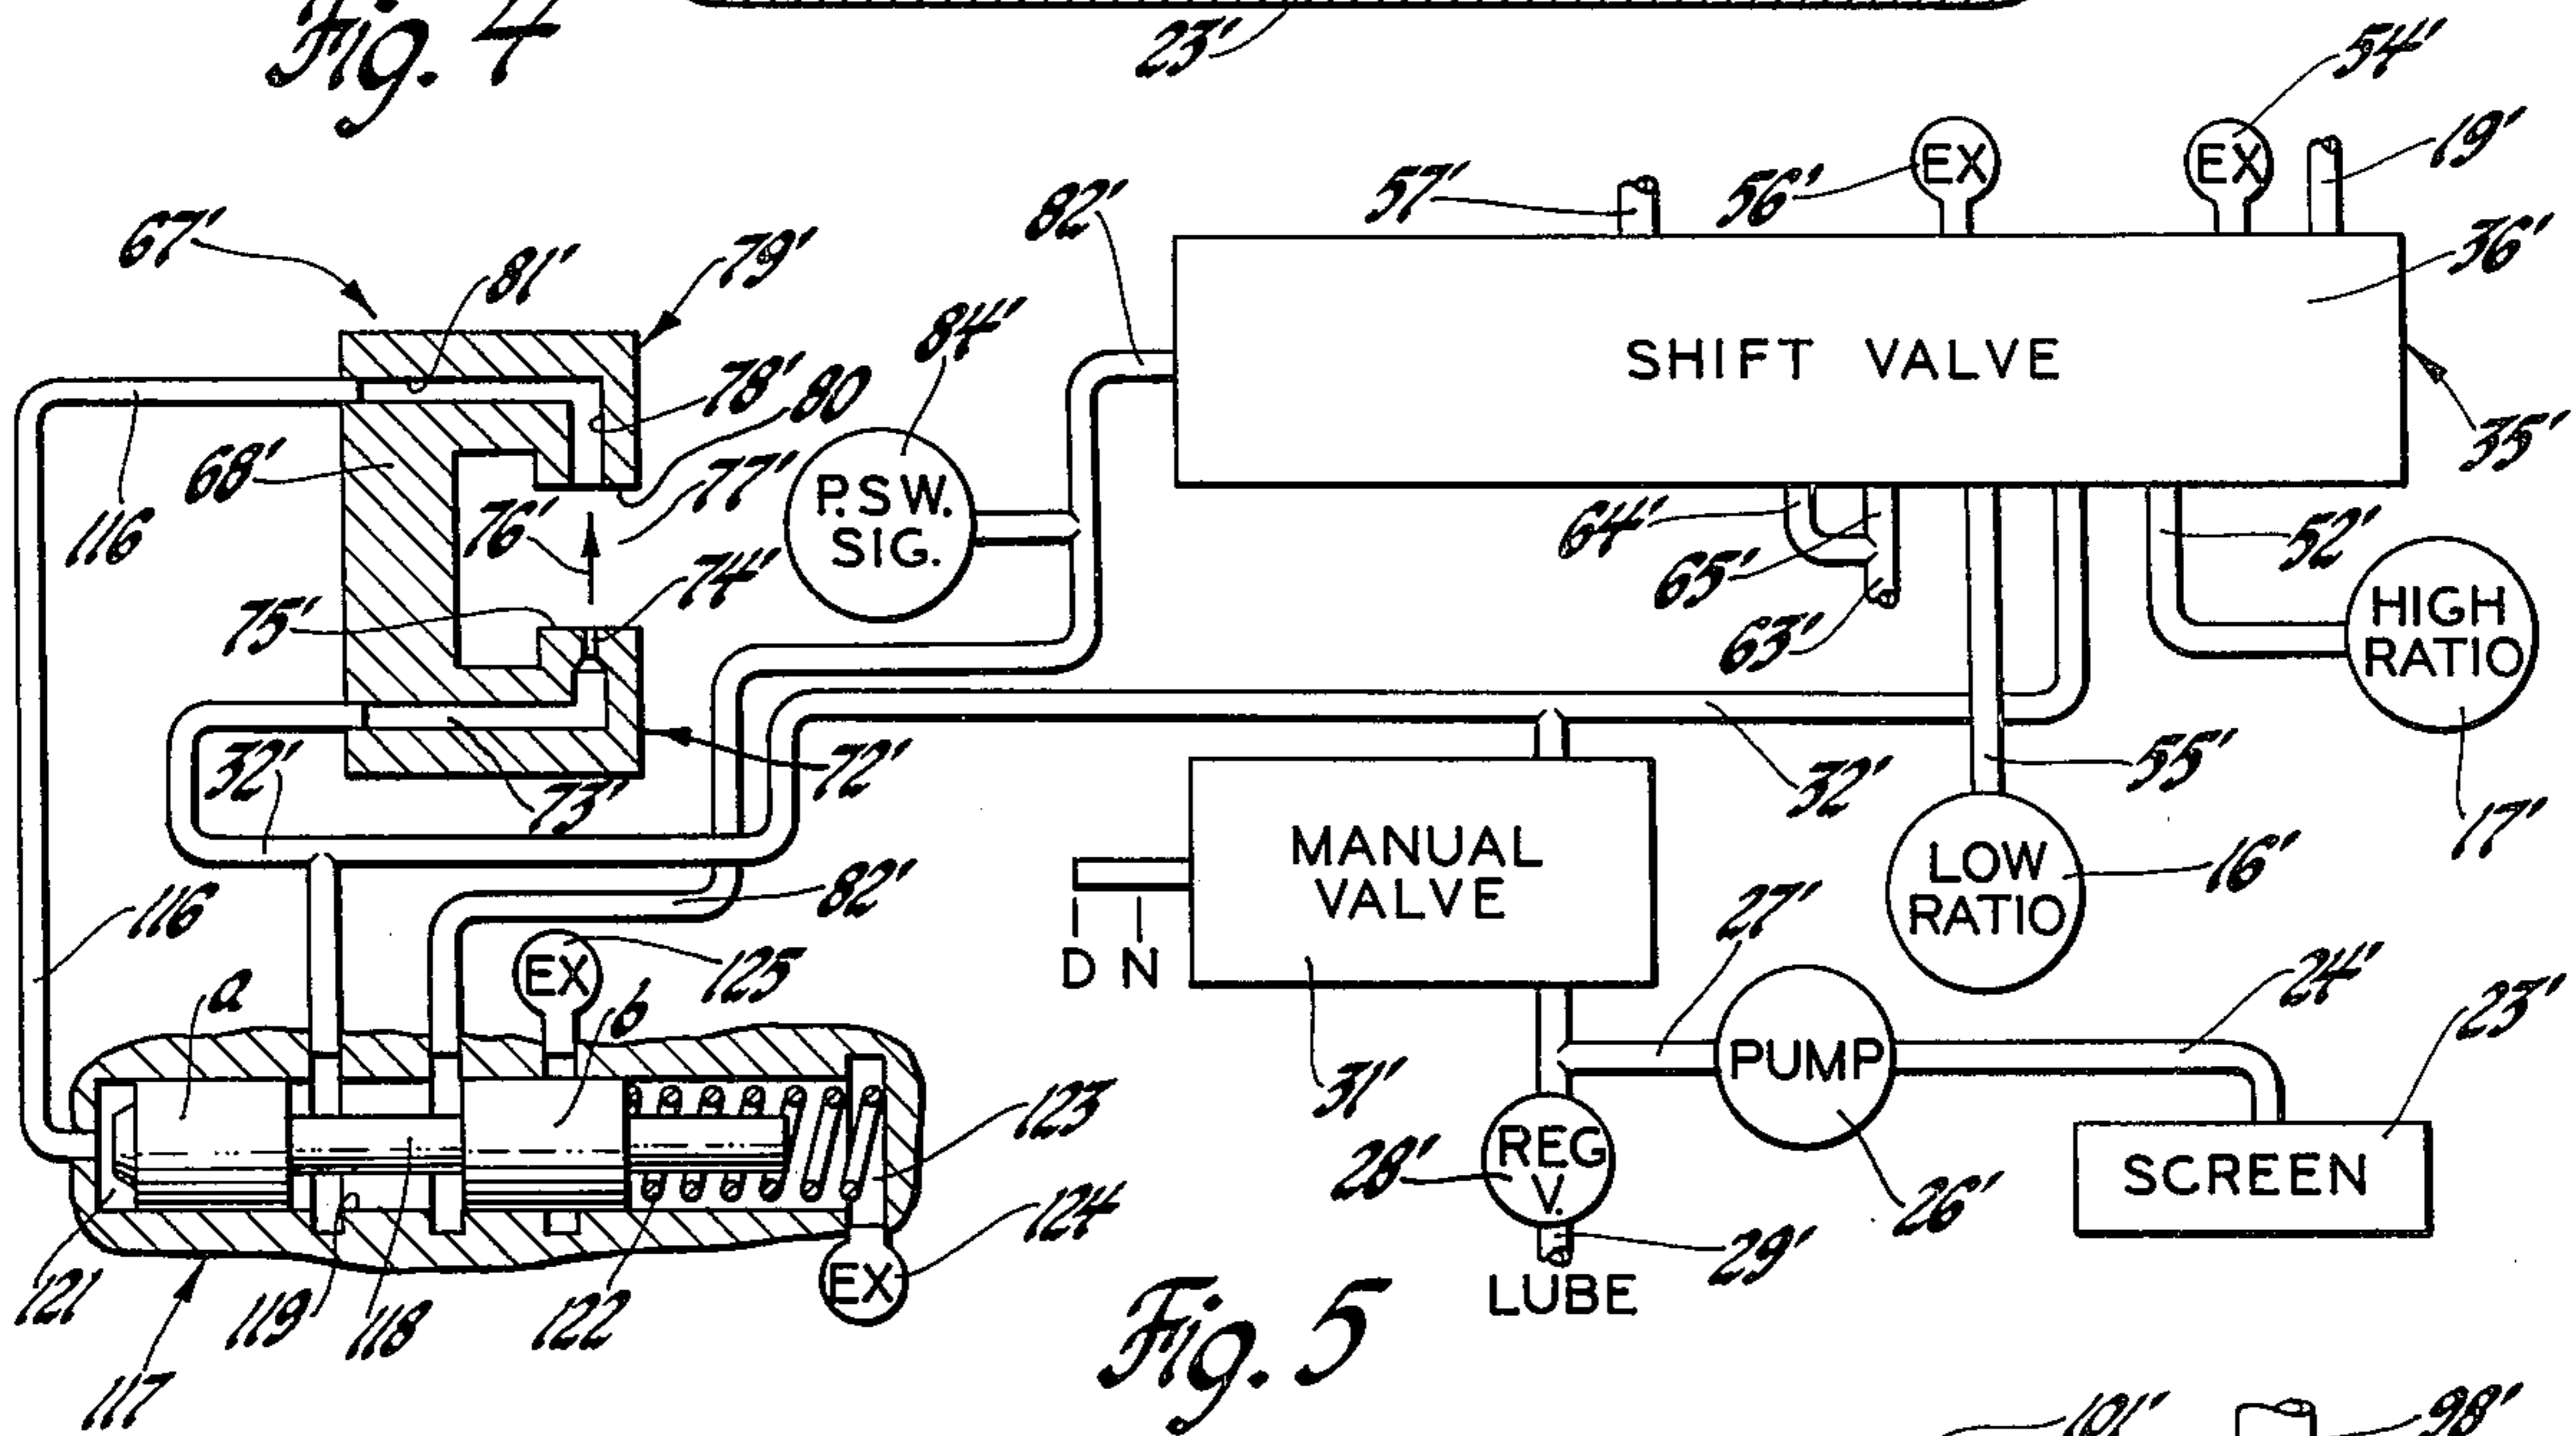 Fig. 4
23'
54'
EX
EX
19'
57'
56'
82'
36'
67'
81'
79'
84'
SHIFT VALVE
78'
80
35'
68'
77'
P.SW.
SIG.
76'
64'
65'
52'
116
74'
HIGH
RATIO
75'
63'
32'
73'
72'
32'
55'
17'
MANUAL
VALVE
LOW
RATIO
16'
116
82'
27'
D N
125
EX
24'
23'
a
b
PUMP
31'
123
REG
V.
28'
SCREEN
124
26'
29'
121
119
118
122
EX
LUBE
117
Fig. 5
101'
98'